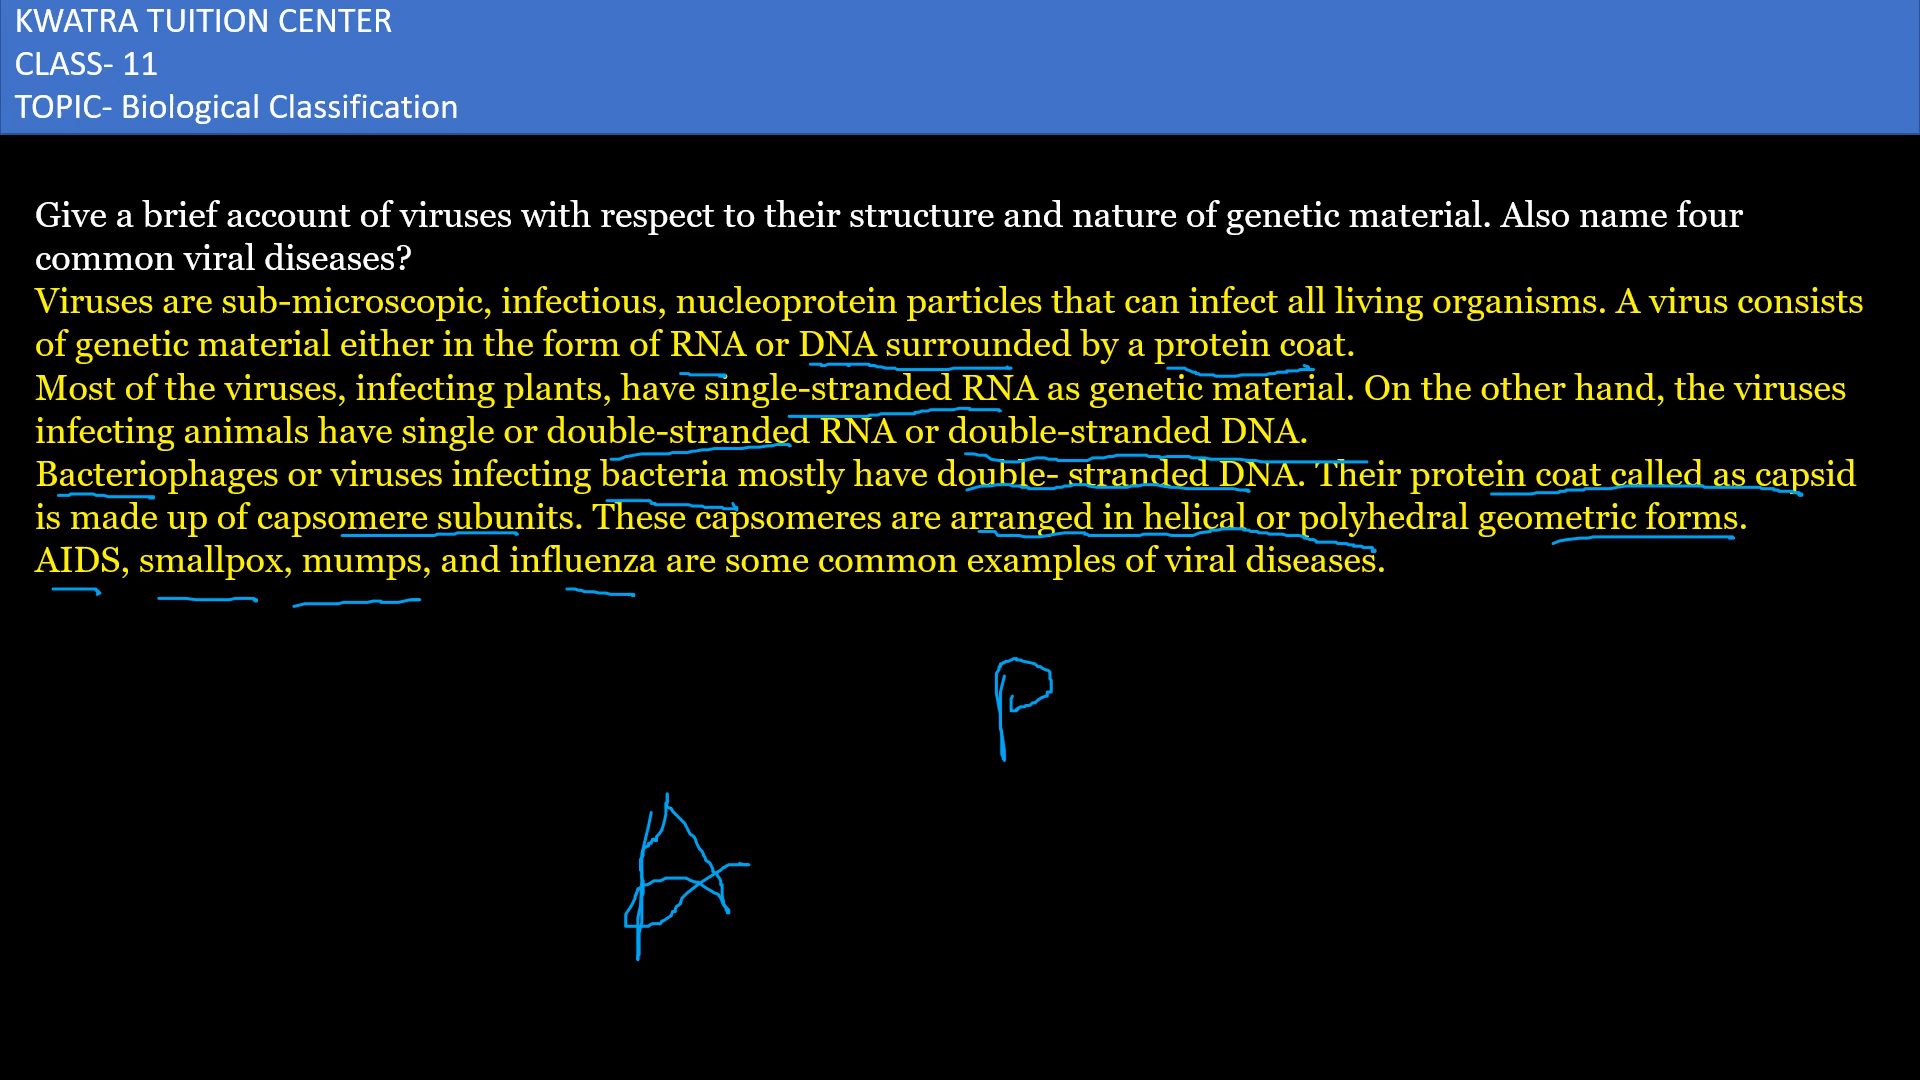 KWATRA TUITION CENTER
CLASS- 11
TOPIC- Biological Classification
Give a brief account of viruses with respect to their structure and nature of genetic material. Also name four
common viral diseases?
Viruses are sub-microscopic, infectious, nucleoprotein particles that can infect all living organisms. A virus consists
of genetic material either in the form of RNA or DNA surrounded by a protein coat.
Most of the viruses, infecting plants, have single-stranded RNA as genetic material. On the other hand, the viruses
infecting animals have single or double-stranded RNA or double-stranded DNA.
Bacteriophages or viruses infecting bacteria mostly have double- stranded DNA. Their protein coat called as capsid
is made up of capsomere subunits. These capsomeres are arranged in helical or polyhedral geometric forms.
AIDS, smallpox, mumps, and influenza are some common examples of viral diseases.
P
A